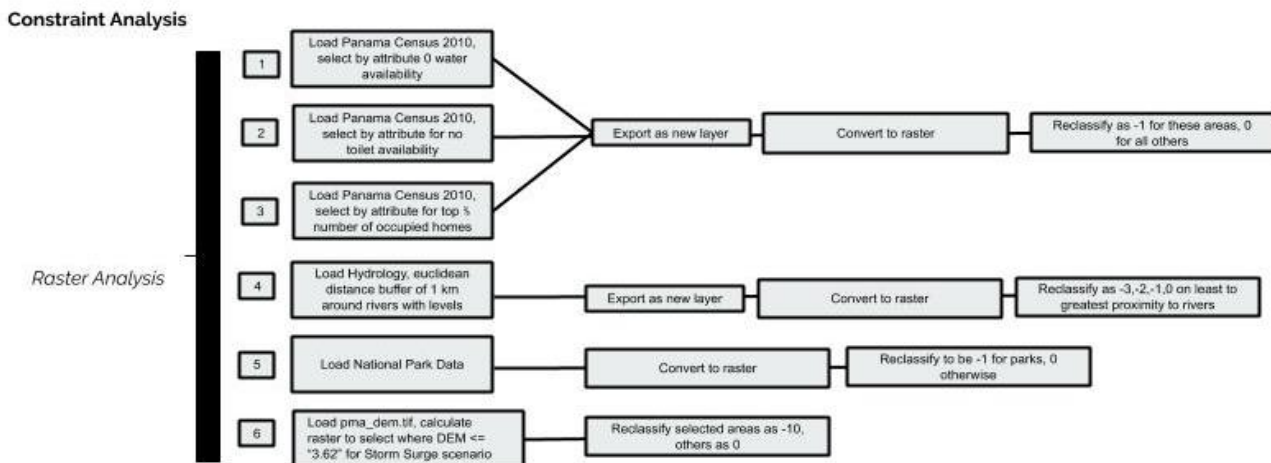 Constraint Analysis
Raster Analysis
1
Load Panama Census 2010,
select by attribute 0 water
availability
2
Load Panama Census 2010,
select by attribute for no
toilet availability
3
Load Panama Census 2010,
select by attribute for top
number of occupied homes
Export as new layer
Convert to raster
Reclassify as -1 for these areas, 0
for all others
4
Load Hydrology, euclidean
distance buffer of 1 km
around rivers with levels
Export as new layer
Convert to raster
Reclassify as -3,-2,-1,0 on least to
greatest proximity to rivers
5
Load National Park Data
Convert to raster
Reclassify to be -1 for parks, 0
otherwise
6
Load pma_dem.tif, calculate
raster to select where DEM <=
"3.62" for Storm Surge scenario
Reclassify selected areas as -10,
others as 0